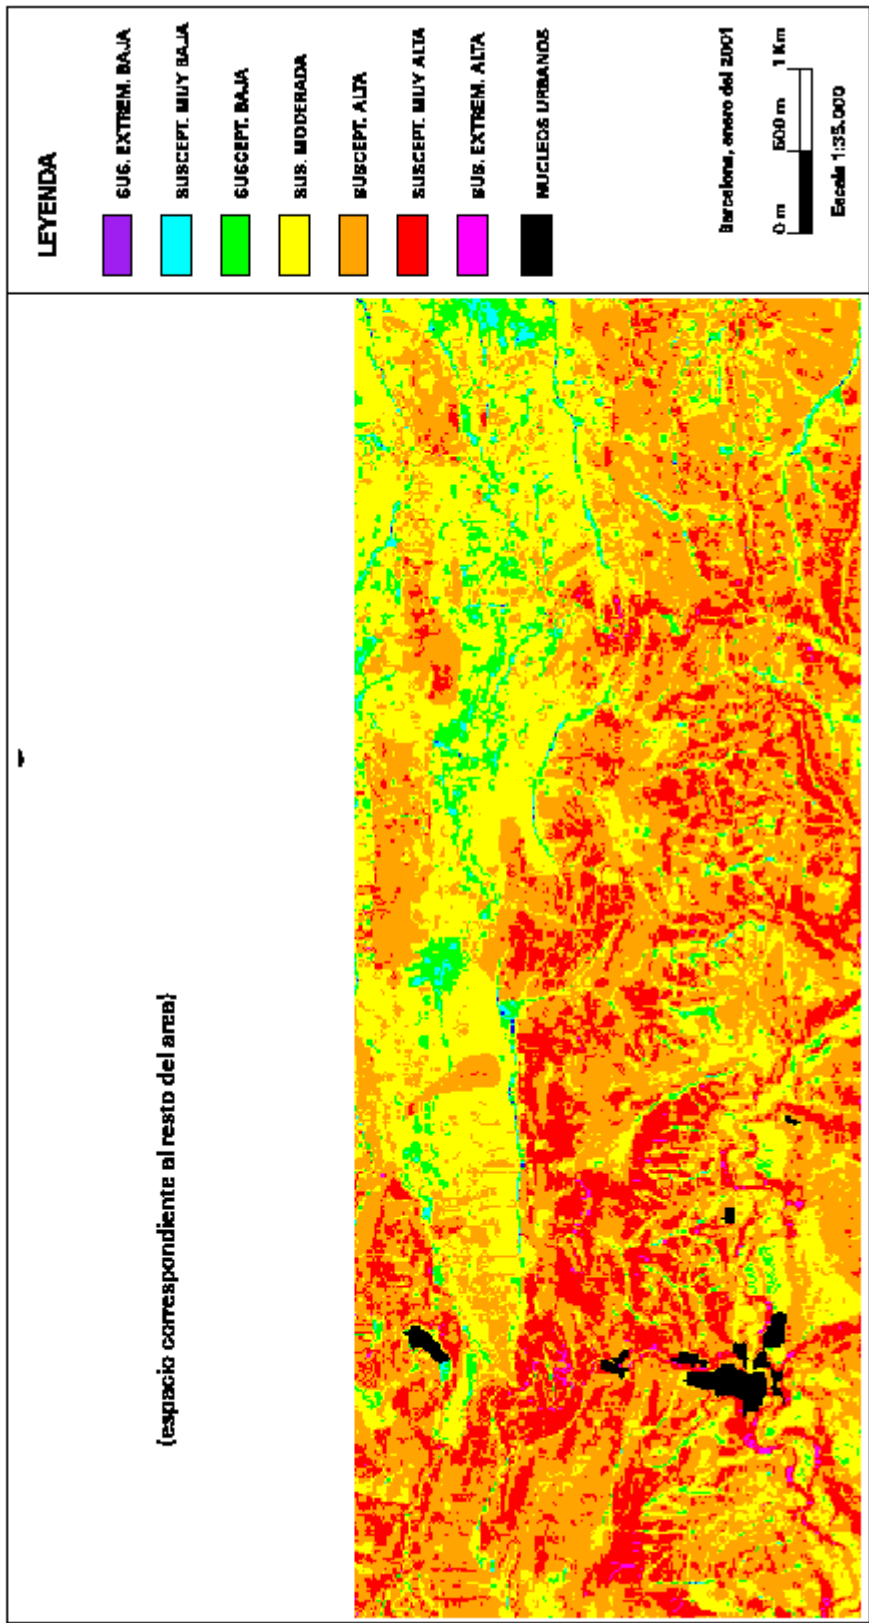 LEYENDA
SUS. EXTREM. BAJA
SUSCEPT. MUY BAJA
SUSCEPT. BAJA
SUS. MODERADA
SUSCEPT. ALTA
SUSCEPT. MUY ALTA
SUS. EXTREM. ALTA
NUCLEOS URBANOS
Barcelona, enero del 2001
0 m 500 m 1 Km
Escala 1:35.000
(espacio correspondiente al resto del area)